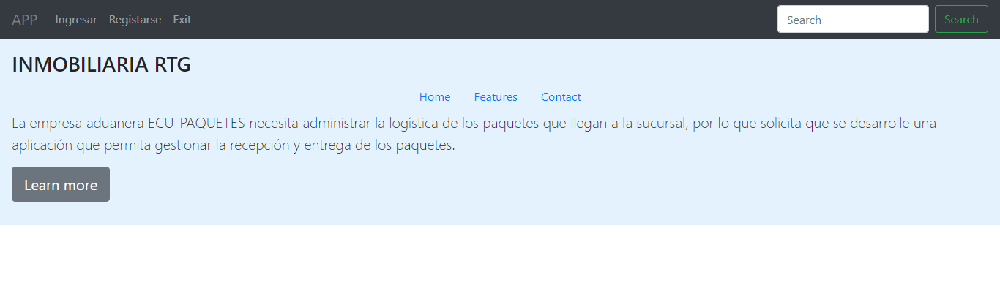 APP Ingresar Registarse Exit Search Search
INMOBILIARIA RTG
Home Features Contact
La empresa aduanera ECU-PAQUETES necesita administrar la logística de los paquetes que llegan a la sucursal, por lo que solicita que se desarrolle una
aplicación que permita gestionar la recepción y entrega de los paquetes.
Learn more